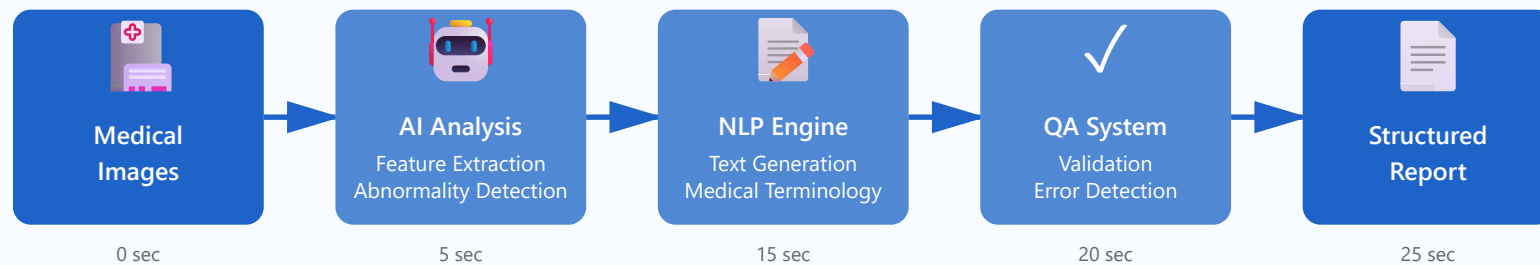 Medical
Images
AI Analysis
Feature Extraction
Abnormality Detection
NLP Engine
Text Generation
Medical Terminology
QA System
Validation
Error Detection
Structured
Report
0 sec
5 sec
15 sec
20 sec
25 sec